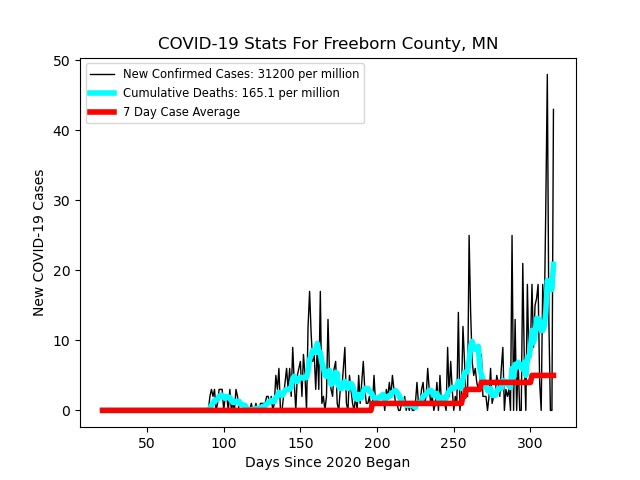 COVID-19 Stats For Freeborn County, MN
New Confirmed Cases: 31200 per million
Cumulative Deaths: 165.1 per million
7 Day Case Average
New COVID-19 Cases
50
40
30
20
10
0
50 100 150 200 250 300
Days Since 2020 Began